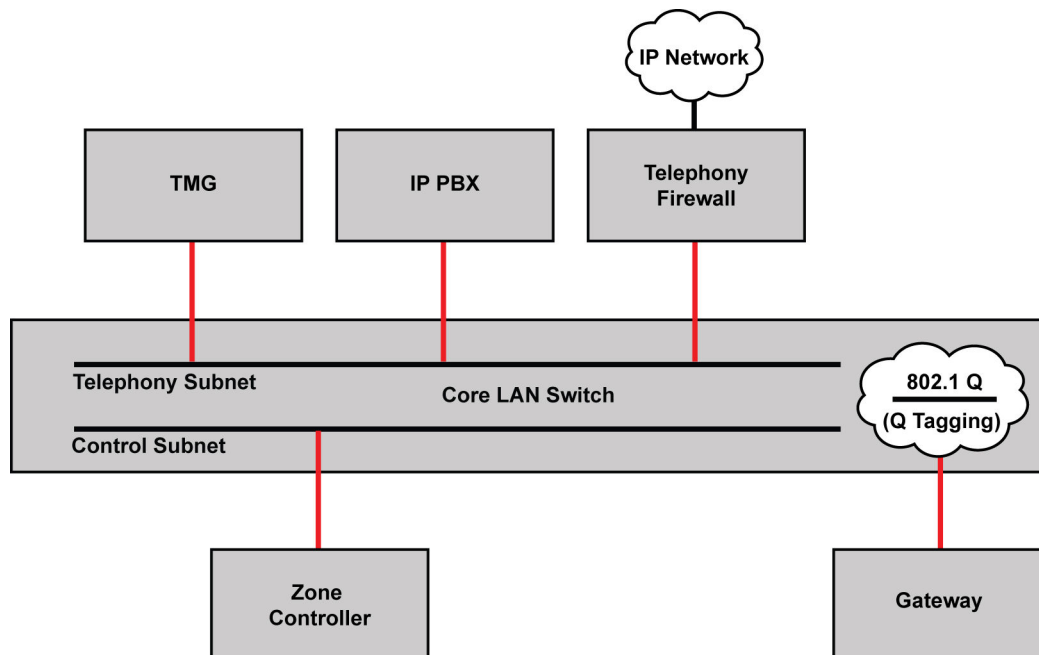 IP Network
TMG
IP PBX
Telephony
Firewall
Telephony Subnet
Core LAN Switch
802.1 Q
(Q Tagging)
Control Subnet
Zone
Controller
Gateway